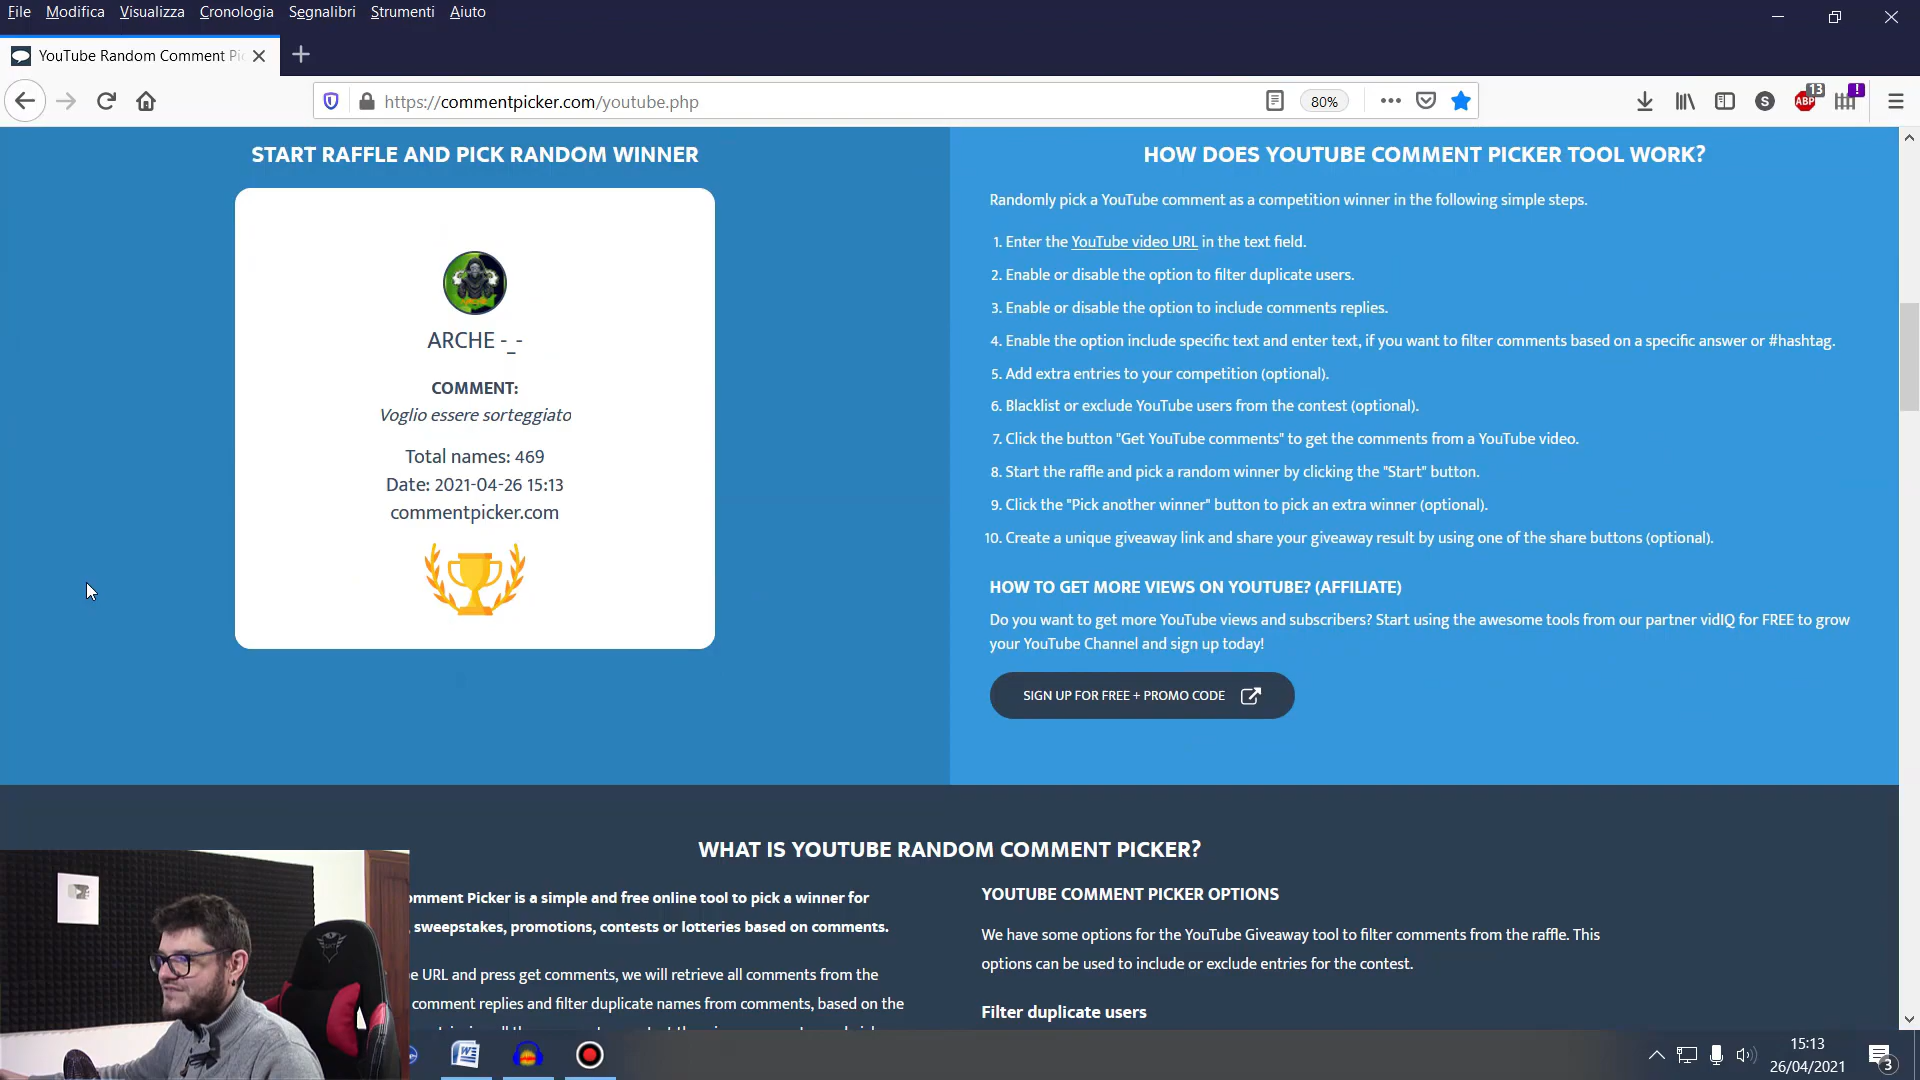 File Modifica Visualizza Cronologia Segnalibri Strumenti Aiuto
YouTube Random Comment Pic
https://commentpicker.com/youtube.php
80%
S
ABP
13
!
START RAFFLE AND PICK RANDOM WINNER
ARCHE -_-
COMMENT:
Voglio essere sorteggiato
Total names: 469
Date: 2021-04-26 15:13
commentpicker.com
HOW DOES YOUTUBE COMMENT PICKER TOOL WORK?
Randomly pick a YouTube comment as a competition winner in the following simple steps.
1. Enter the YouTube video URL in the text field.
2. Enable or disable the option to filter duplicate users.
3. Enable or disable the option to include comments replies.
4. Enable the option include specific text and enter text, if you want to filter comments based on a specific answer or #hashtag.
5. Add extra entries to your competition (optional).
6. Blacklist or exclude YouTube users from the contest (optional).
7. Click the button "Get YouTube comments" to get the comments from a YouTube video.
8. Start the raffle and pick a random winner by clicking the "Start" button.
9. Click the "Pick another winner" button to pick an extra winner (optional).
10. Create a unique giveaway link and share your giveaway result by using one of the share buttons (optional).
HOW TO GET MORE VIEWS ON YOUTUBE? (AFFILIATE)
Do you want to get more YouTube views and subscribers? Start using the awesome tools from our partner vidIQ for FREE to grow
your YouTube Channel and sign up today!
SIGN UP FOR FREE + PROMO CODE
WHAT IS YOUTUBE RANDOM COMMENT PICKER?
omment Picker is a simple and free online tool to pick a winner for
, sweepstakes, promotions, contests or lotteries based on comments.
e URL and press get comments, we will retrieve all comments from the
comment replies and filter duplicate names from comments, based on the
YOUTUBE COMMENT PICKER OPTIONS
We have some options for the YouTube Giveaway tool to filter comments from the raffle. This
options can be used to include or exclude entries for the contest.
Filter duplicate users
15:13
26/04/2021
3